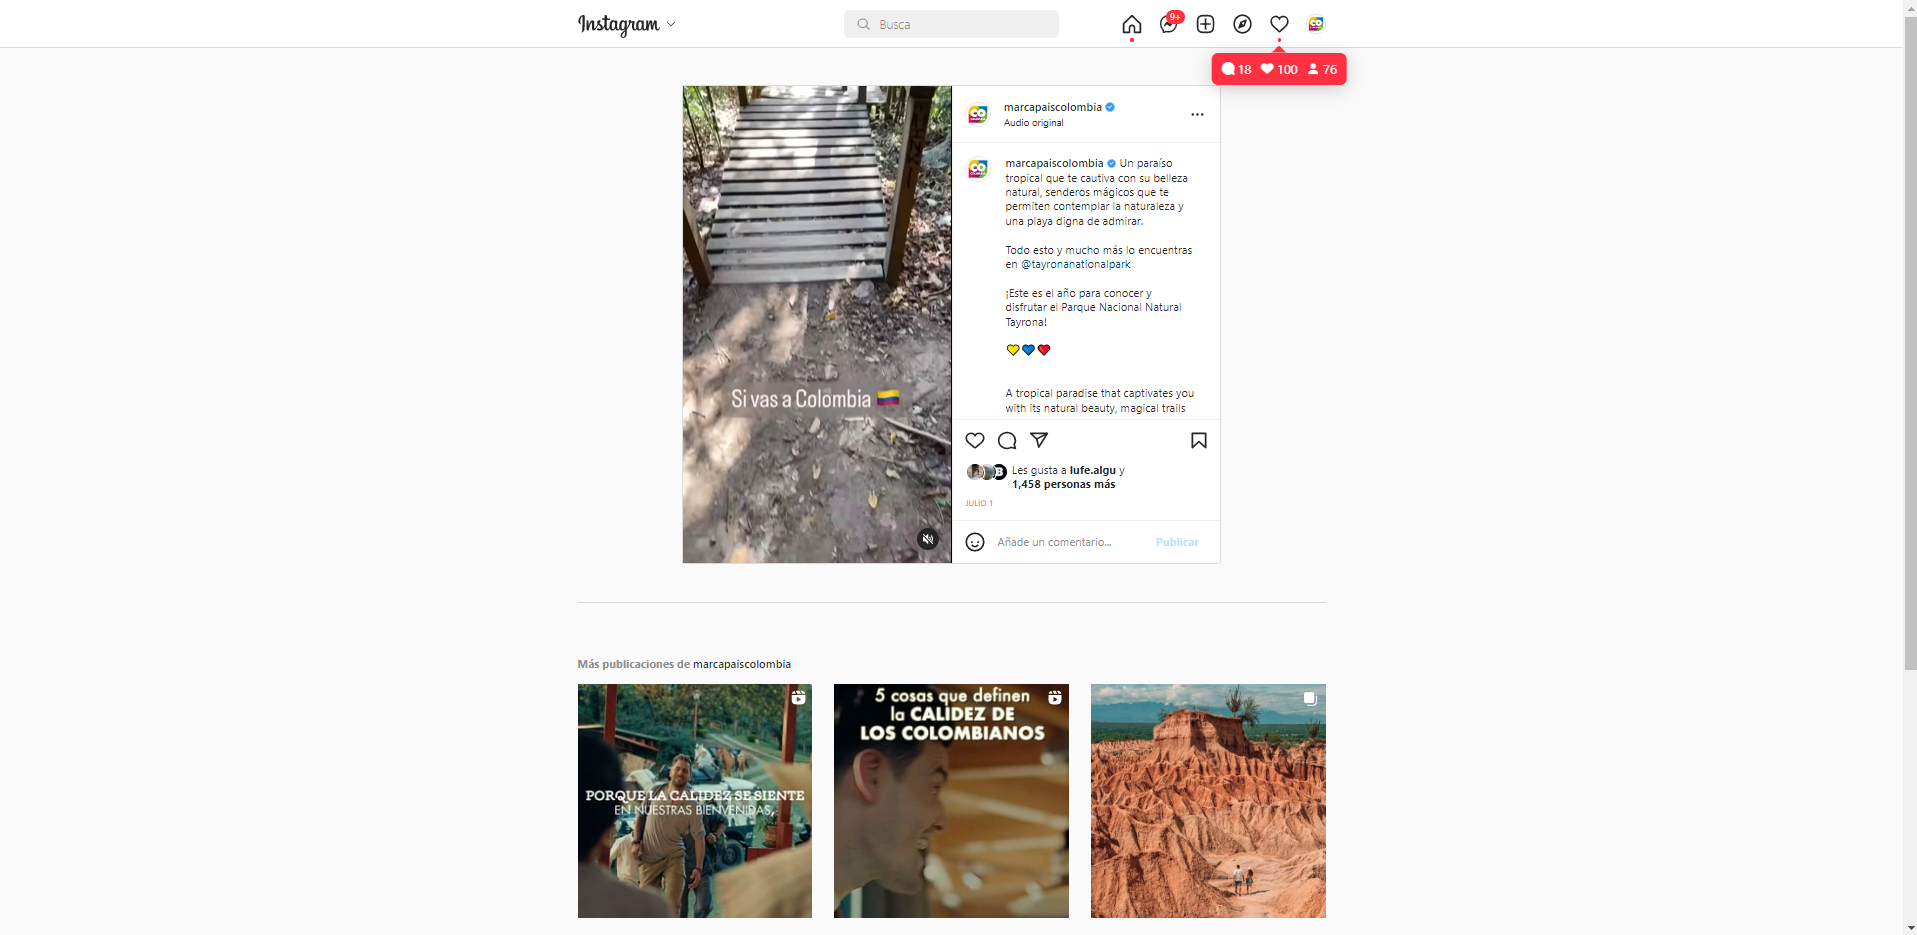 Instagram
Busca
9+
18 100 76
marcapaiscolombia
Audio original
marcapaiscolombia Un paraíso
tropical que te cautiva con su belleza
natural, senderos mágicos que te
permiten contemplar la naturaleza y
una playa digna de admirar.
Todo esto y mucho más lo encuentras
en @tayronanationalpark
¡Este es el año para conocer y
disfrutar el Parque Nacional Natural
Tayrona!
💛💙❤️
A tropical paradise that captivates you
with its natural beauty, magical trails
Si vas a Colombia 🇨🇴
Les gusta a lufe.algu y
1,458 personas más
JULIO 1
Añade un comentario...
Publicar
Más publicaciones de marcapaiscolombia
PORQUE LA CALIDEZ SE SIENTE
EN NUESTRAS BIENVENIDAS,
5 cosas que definen
la CALIDEZ DE
LOS COLOMBIANOS